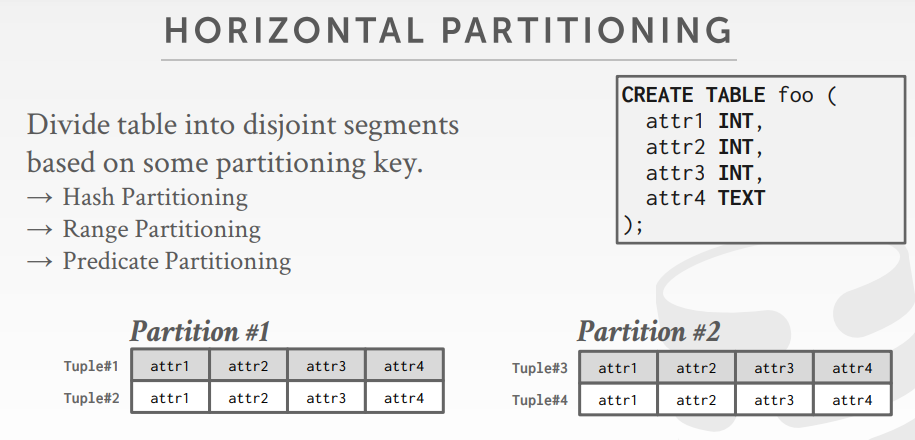 HORIZONTAL PARTITIONING
Divide table into disjoint segments
based on some partitioning key.
→ Hash Partitioning
→ Range Partitioning
→ Predicate Partitioning
CREATE TABLE foo (
attr1 INT,
attr2 INT,
attr3 INT,
attr4 TEXT
);
Partition #1
Tuple#1 attr1 attr2 attr3 attr4
Tuple#2 attr1 attr2 attr3 attr4
Partition #2
Tuple#3 attr1 attr2 attr3 attr4
Tuple#4 attr1 attr2 attr3 attr4